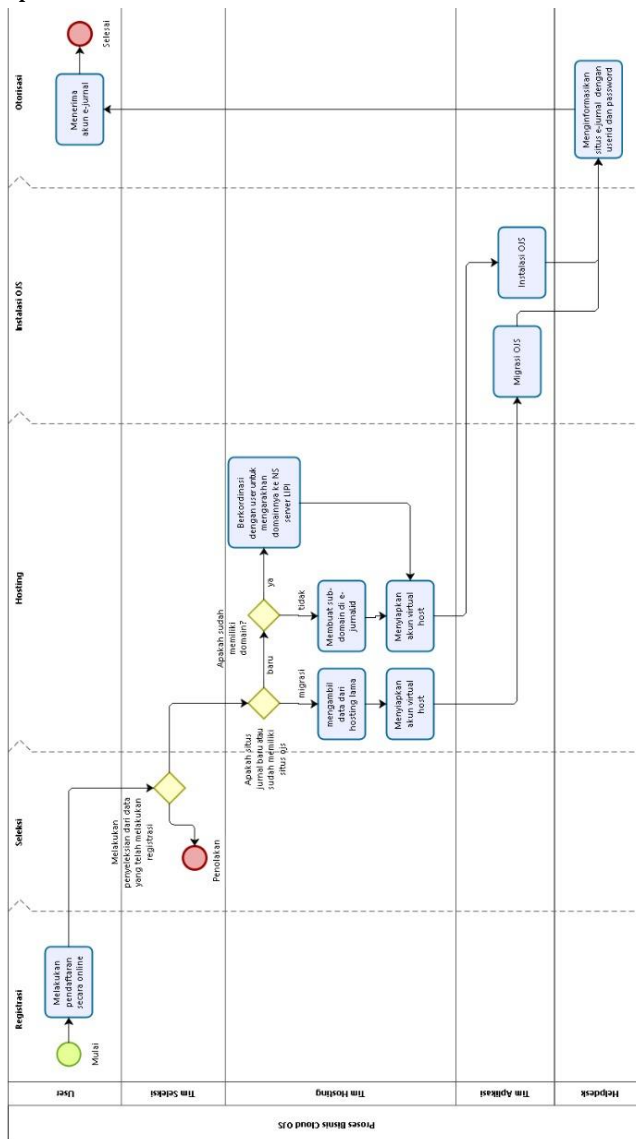 Proses Bisnis Cloud OJS
Registrasi
Seleksi
Hosting
Instalasi OJS
Otorisasi
User
Mulai
Melakukan
pendaftaran
secara online
Menerima
akun e-jurnal
Selesai
Tim Seleksi
Melakukan
penyeleksian dari data
yang telah melakukan
registrasi
Penolakan
Tim Hosting
Apakah situs
jurnal baru atau
sudah memiliki
situs ojs
baru
migrasi
Apakah sudah
memiliki
domain?
ya
tidak
Berkordinasi
dengan user untuk
mengarakhan
domainnya ke NS
server LIPI
mengambil
data dari
hosting lama
Menyiapkan
akun virtual
host
Membuat sub-
domain di e-
jurnal.id
Menyiapkan
akun virtual
host
Tim Aplikasi
Migrasi OJS
Instalasi OJS
Helpdesk
Menginformasikan
situs e-jurnal dengan
userid dan password